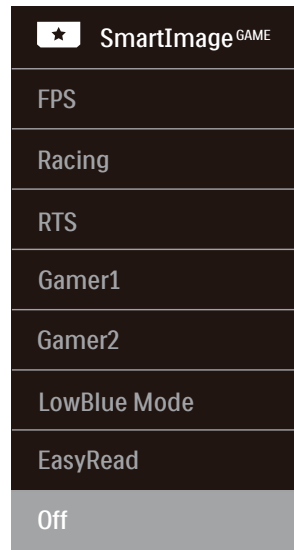 SmartImage GAME
FPS
Racing
RTS
Gamer1
Gamer2
LowBlue Mode
EasyRead
Off